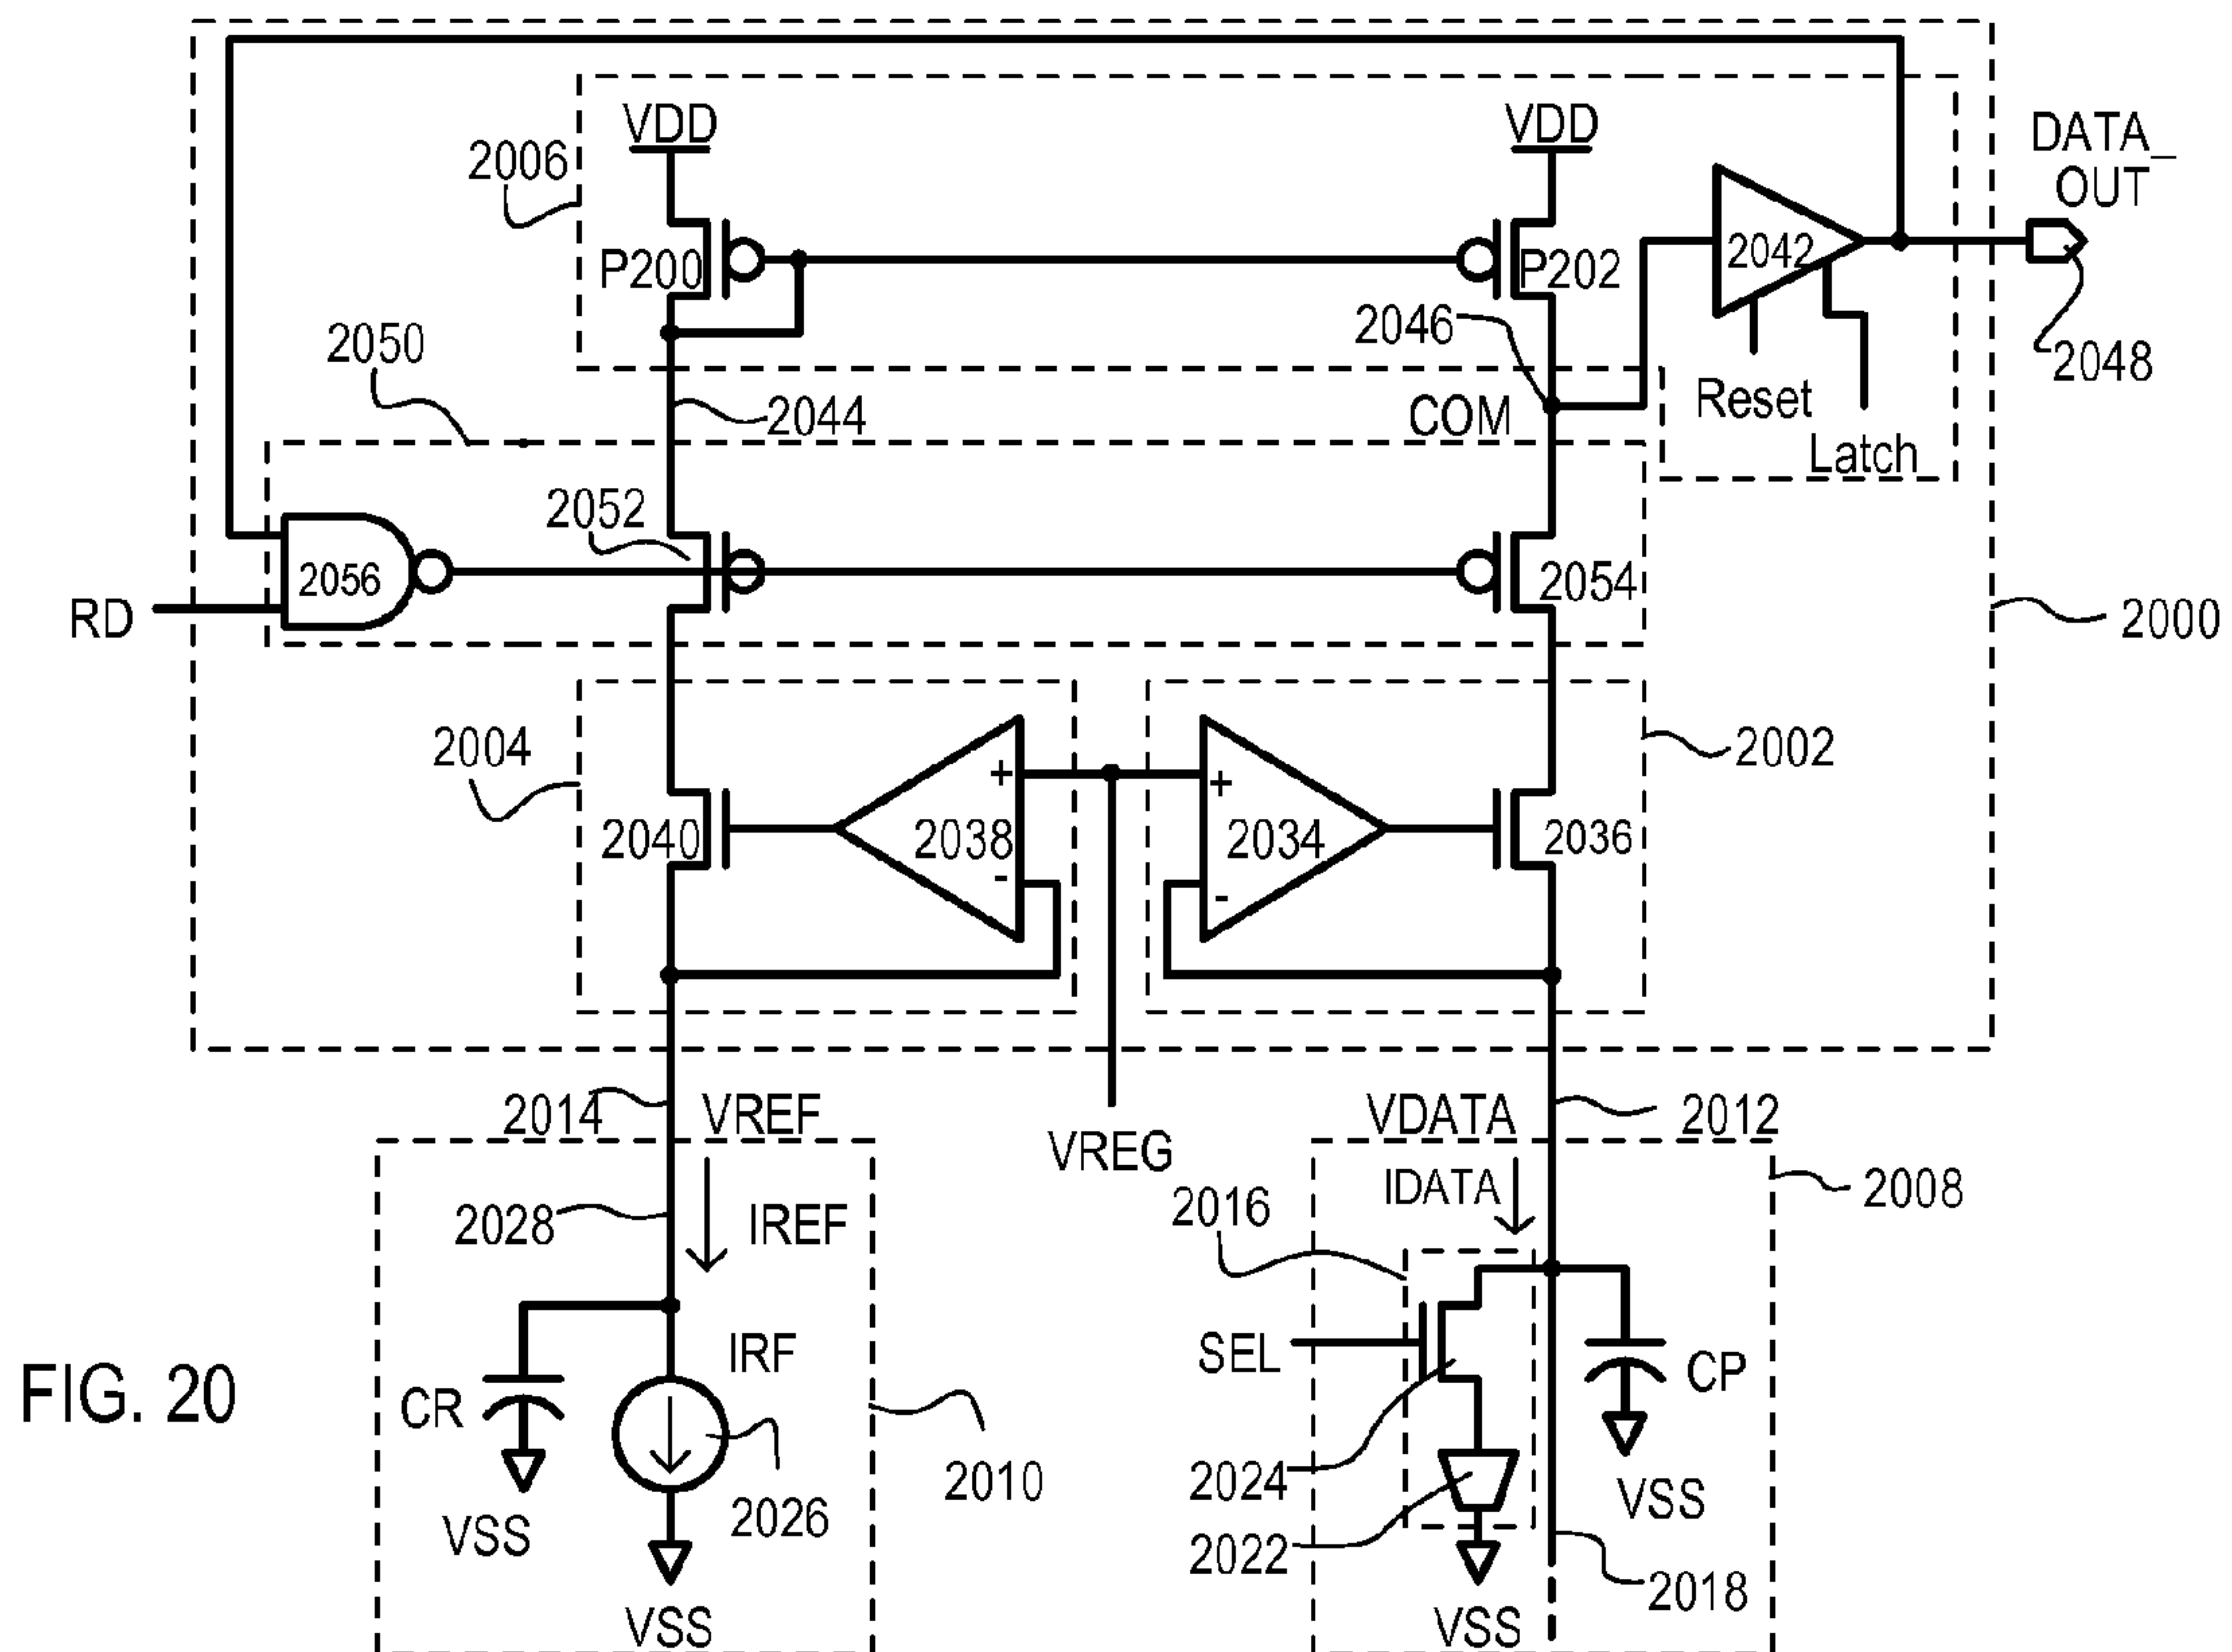 VDD
VDD
DATA_
OUT
2006
P200
P202
2042
2046
2048
2050
2044
COM
Reset
Latch
2052
2056
2054
RD
2000
2004
2002
+
+
2040
2038
2034
2036
-
-
2014
VREF
VDATA
2012
VREG
2016
IDATA
2008
2028
IREF
IRF
SEL
CP
FIG. 20
CR
2010
2024
2026
VSS
VSS
2022
2018
VSS
VSS